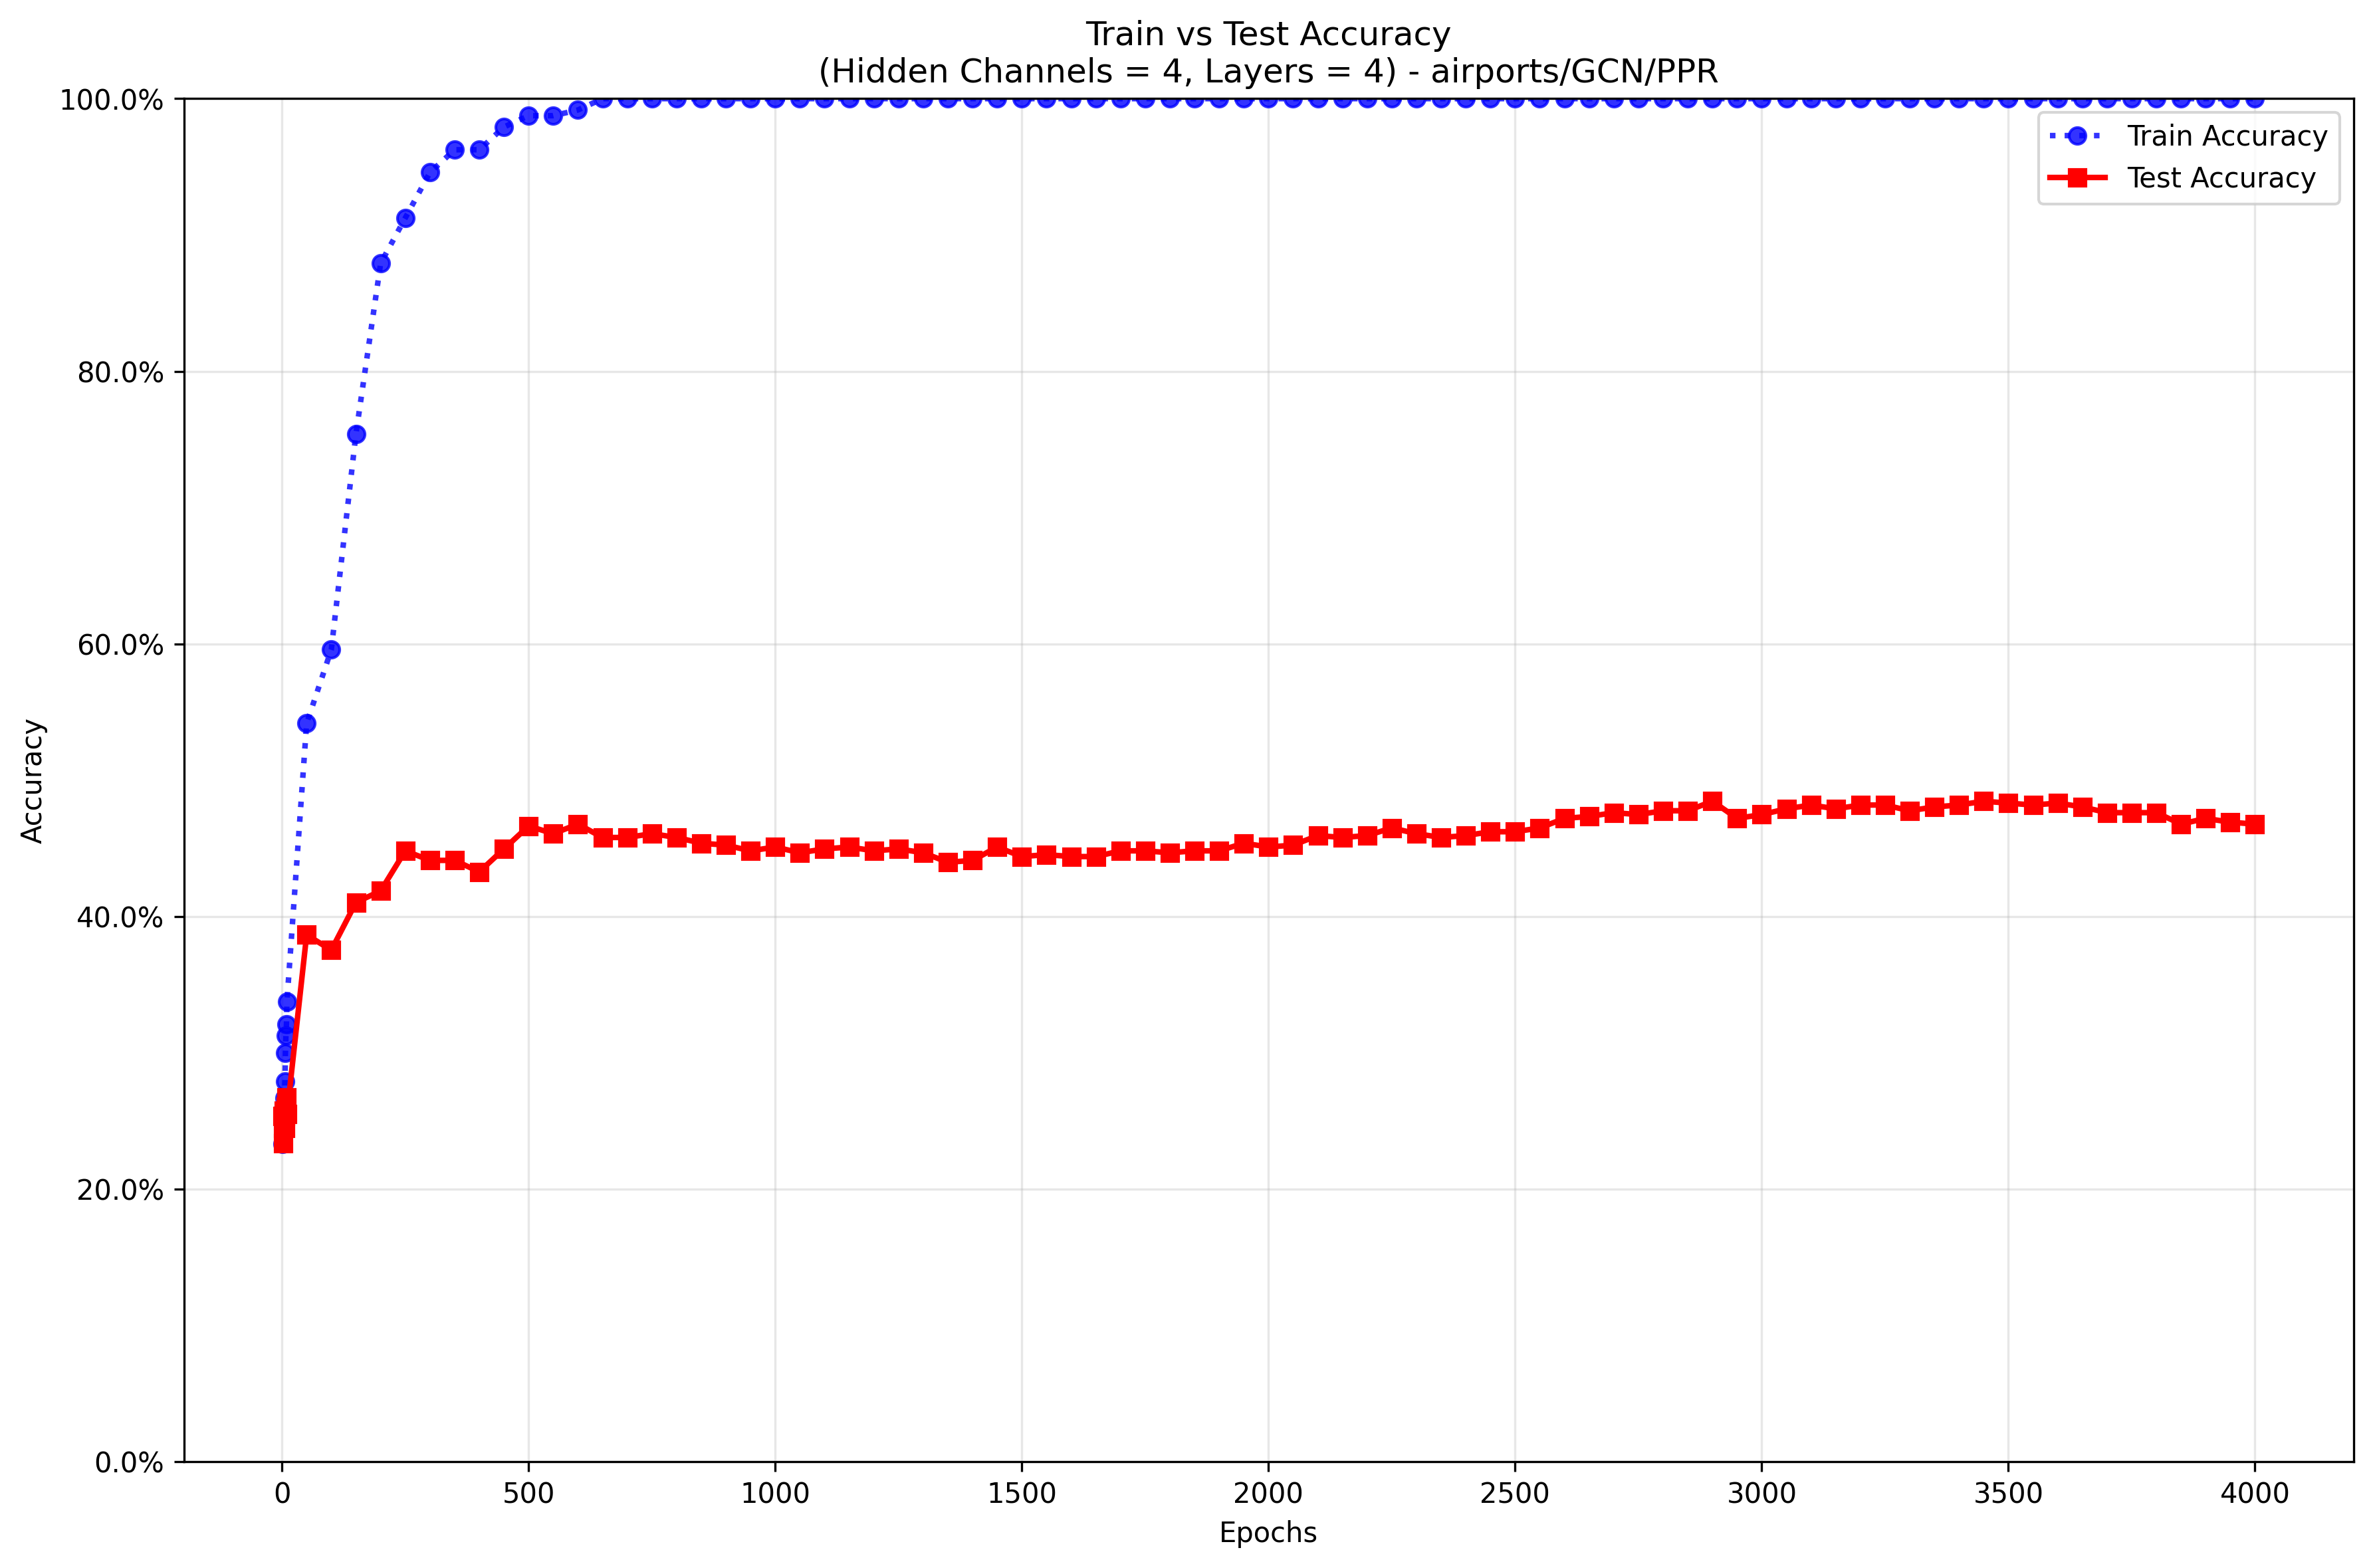 Train vs Test Accuracy
(Hidden Channels = 4, Layers = 4) - airports/GCN/PPR
100.0%
80.0%
60.0%
40.0%
20.0%
0.0%
Accuracy
Train Accuracy
Test Accuracy
0 500 1000 1500 2000 2500 3000 3500 4000
Epochs